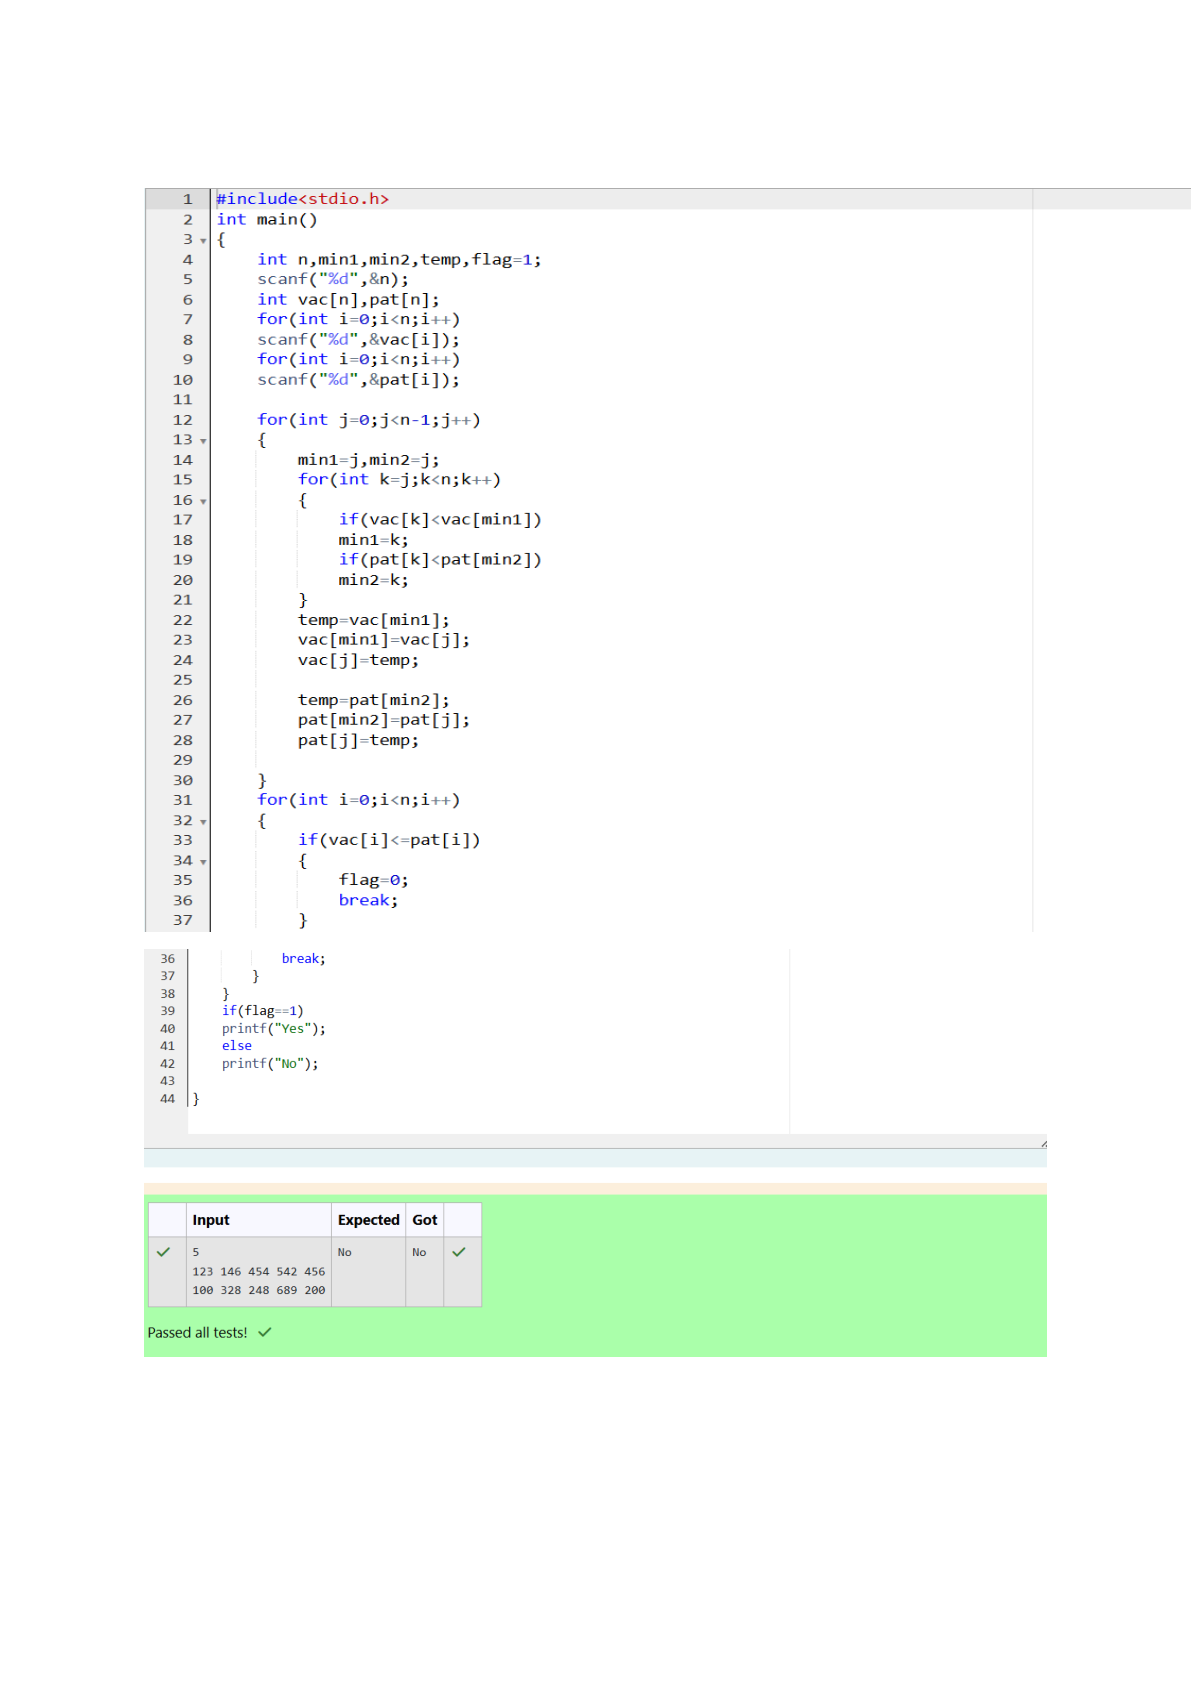 1 #include<stdio.h>
2 int main()
3 {
4 int n,min1,min2,temp,flag=1;
5 scanf("%d",&n);
6 int vac[n],pat[n];
7 for(int i=0;i<n;i++)
8 scanf("%d",&vac[i]);
9 for(int i=0;i<n;i++)
10 scanf("%d",&pat[i]);
11
12 for(int j=0;j<n-1;j++)
13 {
14 min1=j,min2=j;
15 for(int k=j;k<n;k++)
16 {
17 if(vac[k]<vac[min1])
18 min1=k;
19 if(pat[k]<pat[min2])
20 min2=k;
21 }
22 temp=vac[min1];
23 vac[min1]=vac[j];
24 vac[j]=temp;
25
26 temp=pat[min2];
27 pat[min2]=pat[j];
28 pat[j]=temp;
29
30 }
31 for(int i=0;i<n;i++)
32 {
33 if(vac[i]<=pat[i])
34 {
35 flag=0;
36 break;
37 }
36 break;
37 }
38 }
39 if(flag==1)
40 printf("Yes");
41 else
42 printf("No");
43
44 }
Input Expected Got
5 No No
123 146 454 542 456
100 328 248 689 200
Passed all tests!